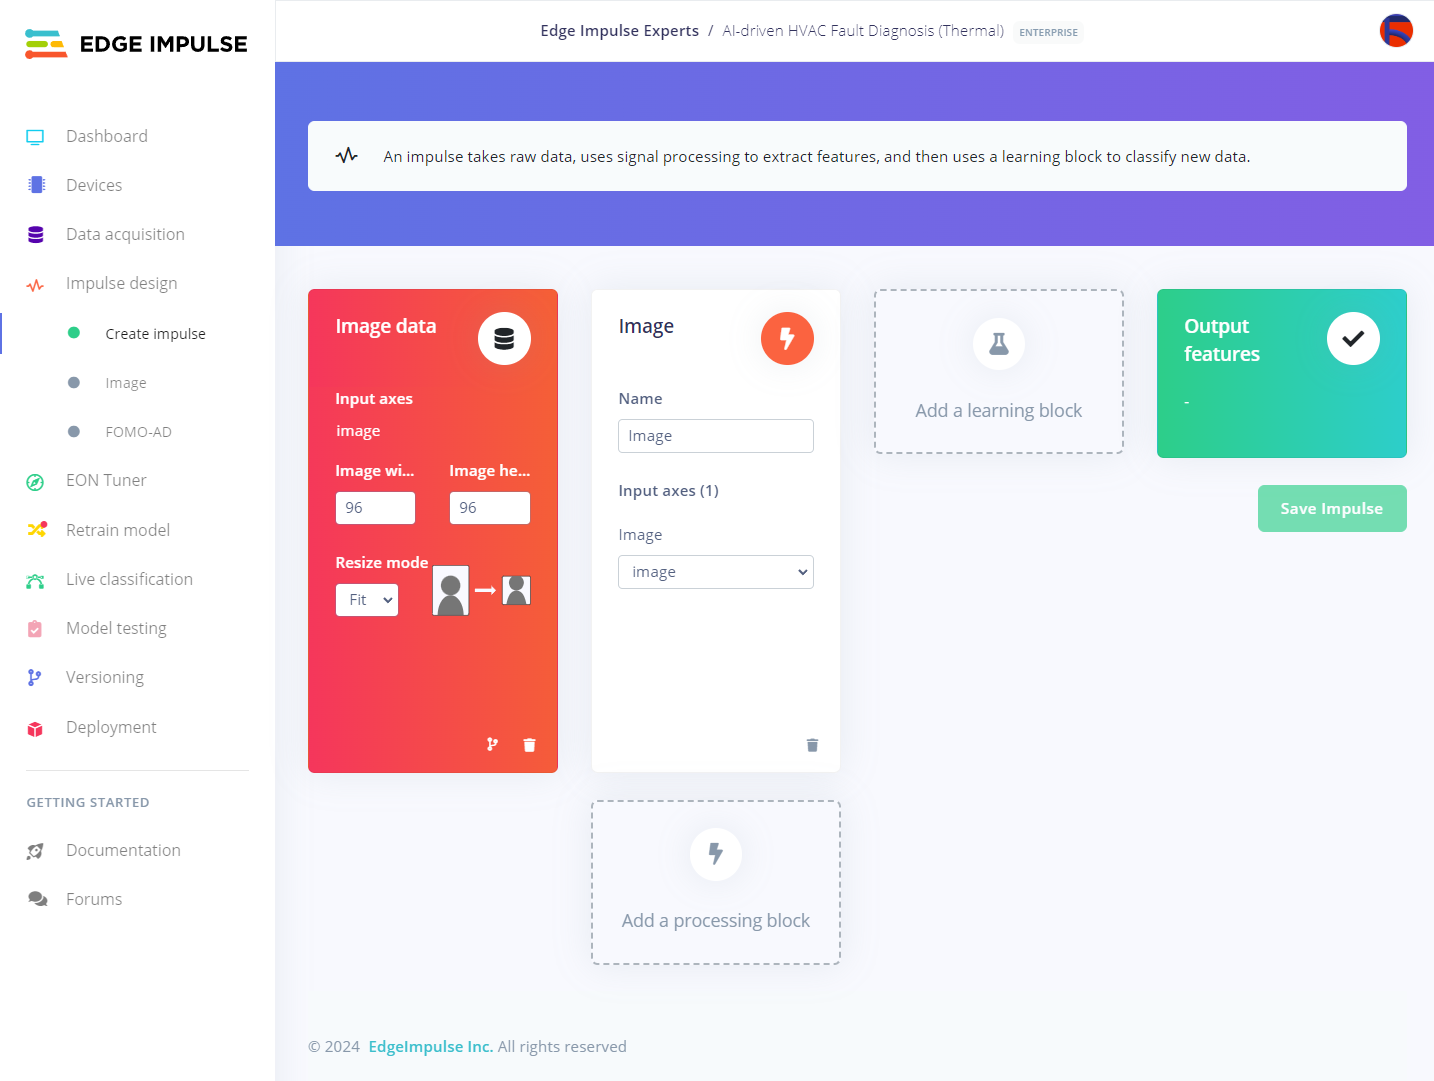 EDGE IMPULSE
Edge Impulse Experts / AI-driven HVAC Fault Diagnosis (Thermal) ENTERPRISE
Dashboard
Devices
Data acquisition
Impulse design
Create impulse
Image
FOMO-AD
EON Tuner
Retrain model
Live classification
Model testing
Versioning
Deployment
GETTING STARTED
Documentation
Forums
An impulse takes raw data, uses signal processing to extract features, and then uses a learning block to classify new data.
Image data
Input axes
image
Image wi... Image he...
96 96
Resize mode
Fit
Image
Name
Image
Input axes (1)
Image
image
Add a processing block
Add a learning block
Output
features
-
Save Impulse
© 2024 EdgeImpulse Inc. All rights reserved